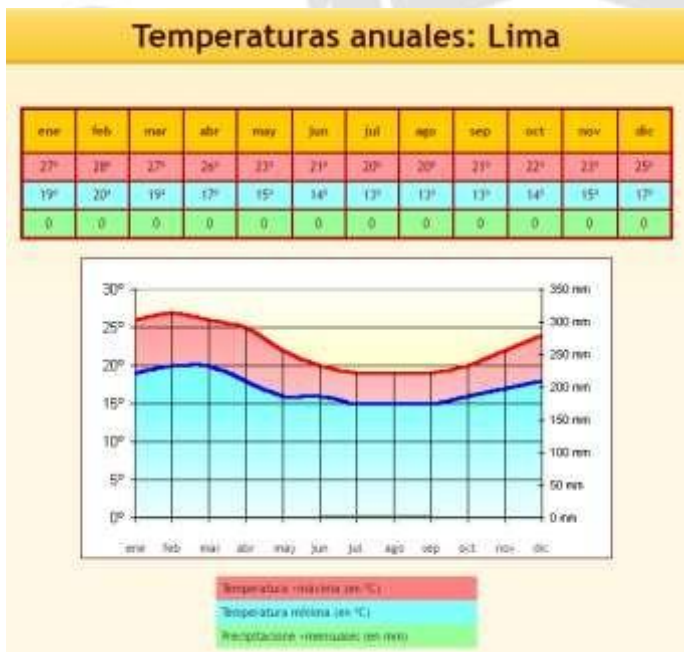 Temperaturas anuales: Lima
ene feb mar abr may jun jul ago sep oct nov dic
27º 28º 27º 26º 23º 21º 20º 20º 21º 22º 23º 25º
19º 20º 19º 17º 15º 14º 13º 13º 13º 14º 15º 17º
0 0 0 0 0 0 0 0 0 0 0 0
30º 350 mm
25º 300 mm
250 mm
20º 200 mm
15º 150 mm
10º 100 mm
5º 50 mm
0º 0 mm
ene feb mar abr may jun jul ago sep oct nov dic
Temperatura máxima (en ºC)
Temperatura mínima (en ºC)
Precipitacione mensuales (en mm)